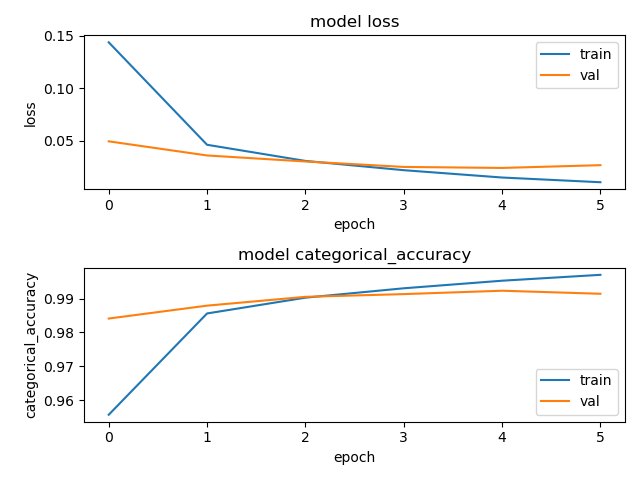 model loss
0.15
0.10
0.05
loss
train
val
0 1 2 3 4 5
epoch
model categorical_accuracy
0.99
0.98
0.97
0.96
categorical_accuracy
train
val
0 1 2 3 4 5
epoch